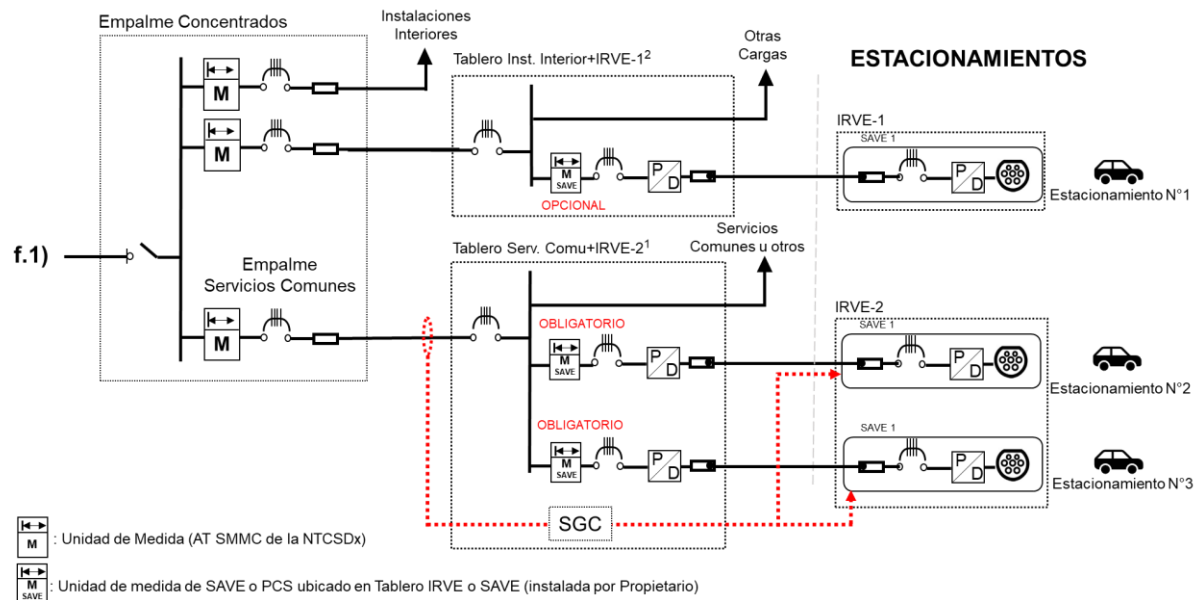 Empalme Concentrados
Instalaciones
Interiores
M
M
f.1)
Empalme
Servicios Comunes
M
Tablero Inst. Interior+IRVE-1²
Otras
Cargas
M
SAVE
OPCIONAL
P
D
Tablero Serv. Comu+IRVE-2¹
Servicios
Comunes u otros
OBLIGATORIO
M
SAVE
P
D
OBLIGATORIO
M
SAVE
P
D
SGC
ESTACIONAMIENTOS
IRVE-1
SAVE 1
P
D
Estacionamiento N°1
IRVE-2
SAVE 1
P
D
Estacionamiento N°2
SAVE 1
P
D
Estacionamiento N°3
M
: Unidad de Medida (AT SMMC de la NTCSDx)
M
SAVE
: Unidad de medida de SAVE o PCS ubicado en Tablero IRVE o SAVE (instalada por Propietario)